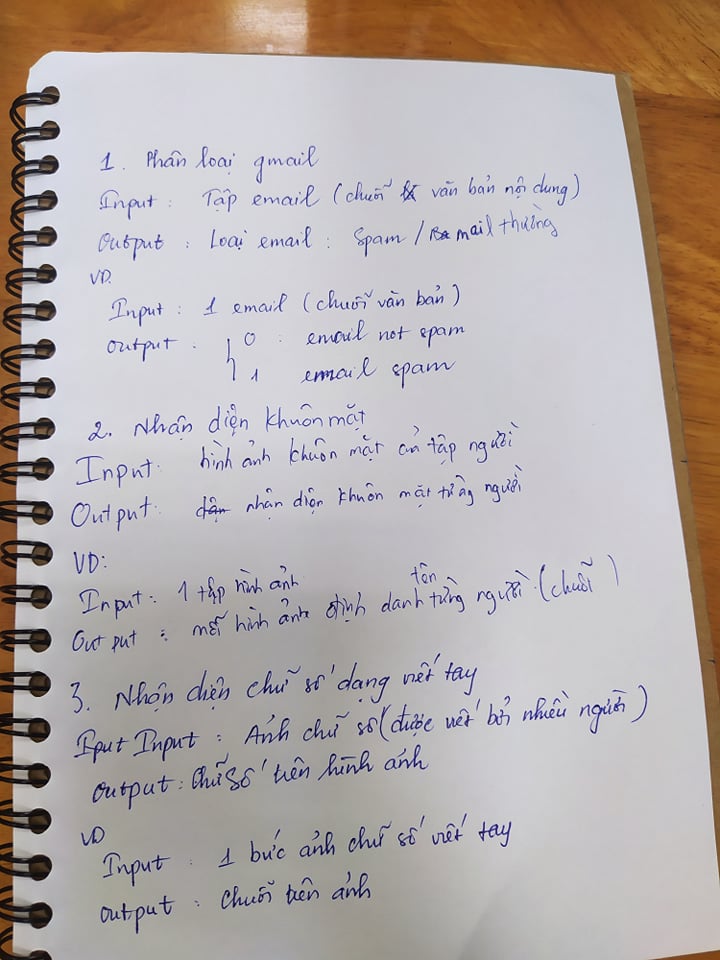 1. Phân loại gmail
Input : Tập email (chuỗi văn bản nội dung)
Output : Loại email : Spam / mail thường
VD.
Input : 1 email (chuỗi văn bản)
output : 0 : email not spam
1 email spam
2. Nhận diện khuôn mặt
Input : hình ảnh khuôn mặt của tập người
Output : nhận diện khuôn mặt từng người
VD:
Input : 1 tập hình ảnh
Output : mỗi hình ảnh định danh tên từng người (chuỗi)
3. Nhận diện chữ số dạng viết tay
Iput Input : Ảnh chữ số (được viết bởi nhiều người)
Output : Chữ số trên hình ảnh
VD
Input : 1 bức ảnh chữ số viết tay
output : Chuỗi trên ảnh